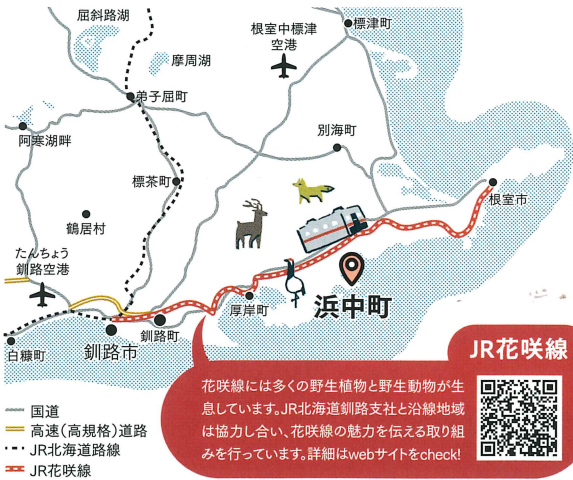 屈斜路湖
摩周湖
根室中標津
空港
標津町
弟子屈町
阿寒湖畔
別海町
標茶町
根室市
鶴居村
たんちょう
釧路空港
厚岸町
浜中町
釧路町
釧路市
白糠町
JR花咲線
花咲線には多くの野生植物と野生動物が生
息しています。JR北海道釧路支社と沿線地域
は協力し合い、花咲線の魅力を伝える取り組
みを行っています。詳細はwebサイトをcheck!
国道
高速(高規格)道路
JR北海道路線
JR花咲線